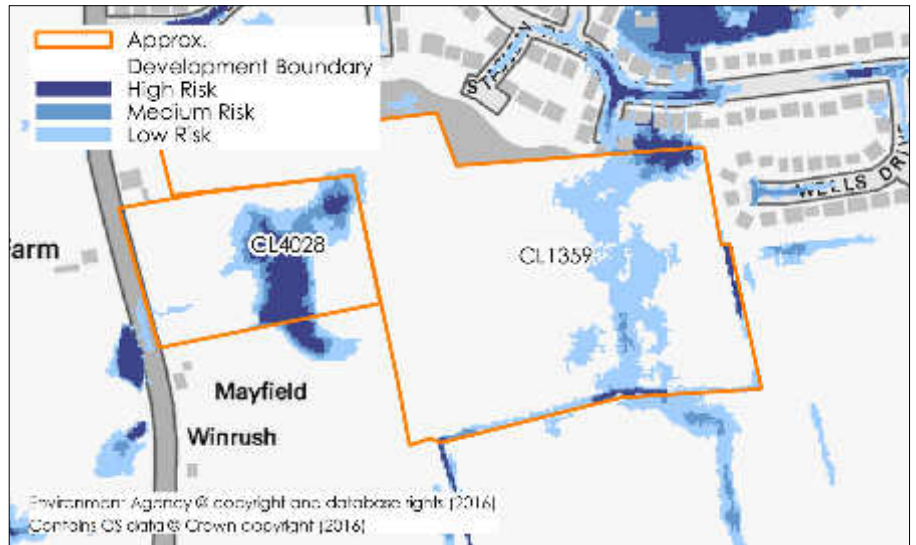 Approx.
Development Boundary
High Risk
Medium Risk
Low Risk
WELLS DRIV
arm
CL4028
CL1359
Mayfield
Winrush
Environment Agency © copyright and database rights (2016)
Contains OS data © Crown copyright (2016)